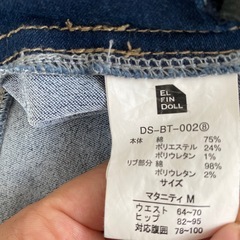 EL
FIN
DOLL
DS-BT-002⑧
本体 綿 75%
ポリエステル 24%
ポリウレタン 1%
リブ部分 綿 98%
ポリウレタン 2%
サイズ
マタニティ M
ウエスト 64~70
ヒップ 82~95
対応腹囲 78~100